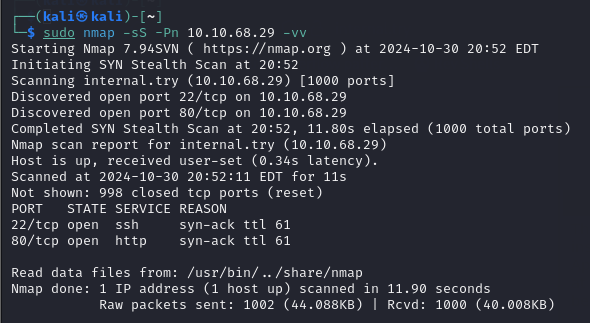 ┌──(kali㉿kali)-[~]
└─$ sudo nmap -sS -Pn 10.10.68.29 -vv
Starting Nmap 7.94SVN ( https://nmap.org ) at 2024-10-30 20:52 EDT
Initiating SYN Stealth Scan at 20:52
Scanning internal.try (10.10.68.29) [1000 ports]
Discovered open port 22/tcp on 10.10.68.29
Discovered open port 80/tcp on 10.10.68.29
Completed SYN Stealth Scan at 20:52, 11.80s elapsed (1000 total ports)
Nmap scan report for internal.try (10.10.68.29)
Host is up, received user-set (0.34s latency).
Scanned at 2024-10-30 20:52:11 EDT for 11s
Not shown: 998 closed tcp ports (reset)
PORT   STATE SERVICE REASON
22/tcp open  ssh     syn-ack ttl 61
80/tcp open  http    syn-ack ttl 61

Read data files from: /usr/bin/../share/nmap
Nmap done: 1 IP address (1 host up) scanned in 11.90 seconds
           Raw packets sent: 1002 (44.088KB) | Rcvd: 1000 (40.008KB)